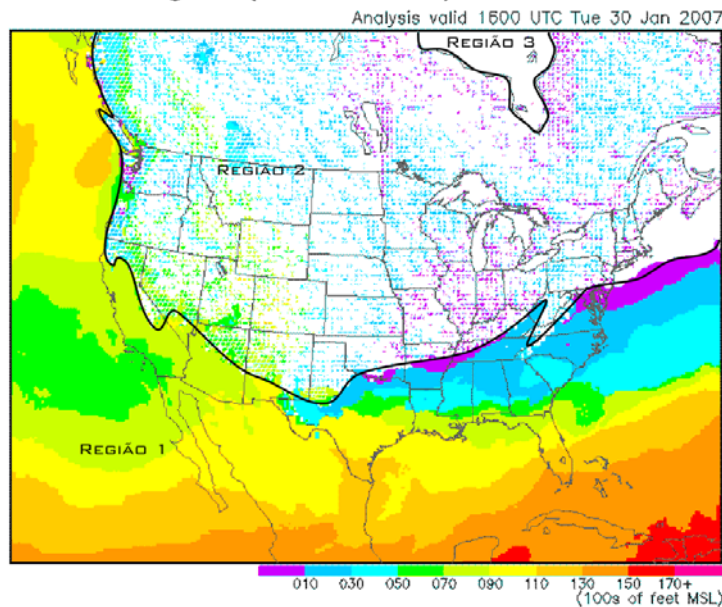 Analysis valid 1600 UTC Tue 30 Jan 2007
REGIÃO 3
REGIÃO 2
REGIÃO 1
010 030 050 070 090 110 130 150 170+
(100s of feet MSL)